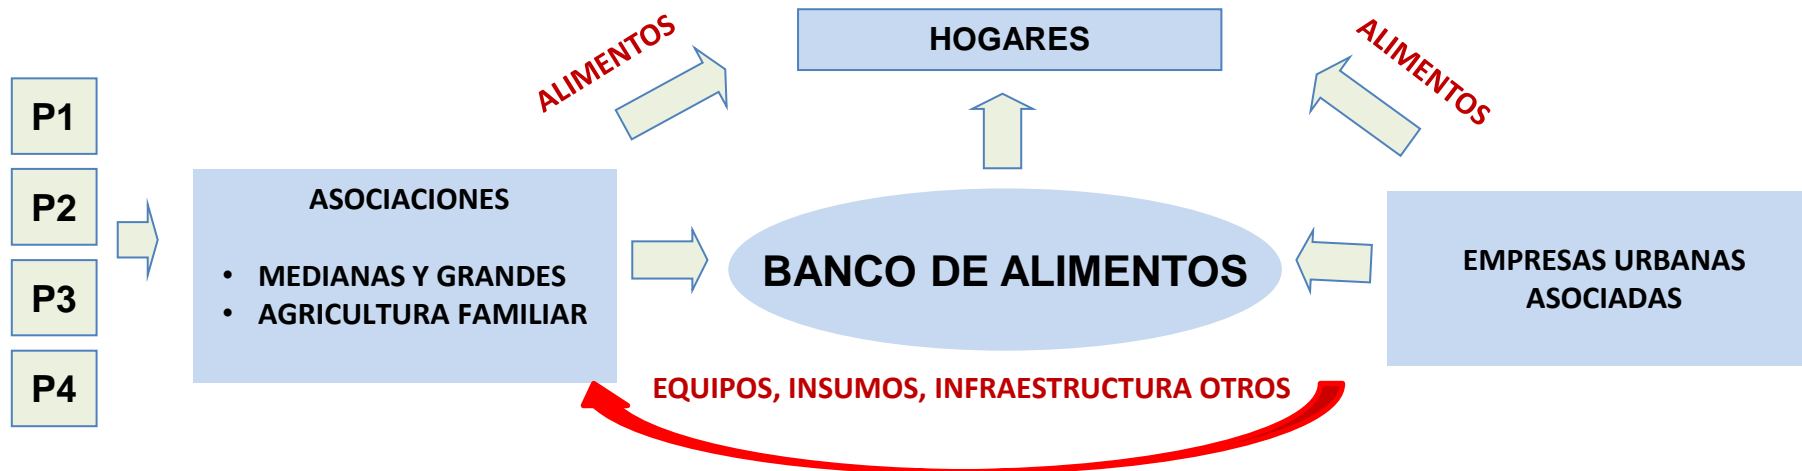 HOGARES
ALIMENTOS
ALIMENTOS
P1
P2
P3
P4
ASOCIACIONES
• MEDIANAS Y GRANDES
• AGRICULTURA FAMILIAR
BANCO DE ALIMENTOS
EMPRESAS URBANAS
ASOCIADAS
EQUIPOS, INSUMOS, INFRAESTRUCTURA OTROS